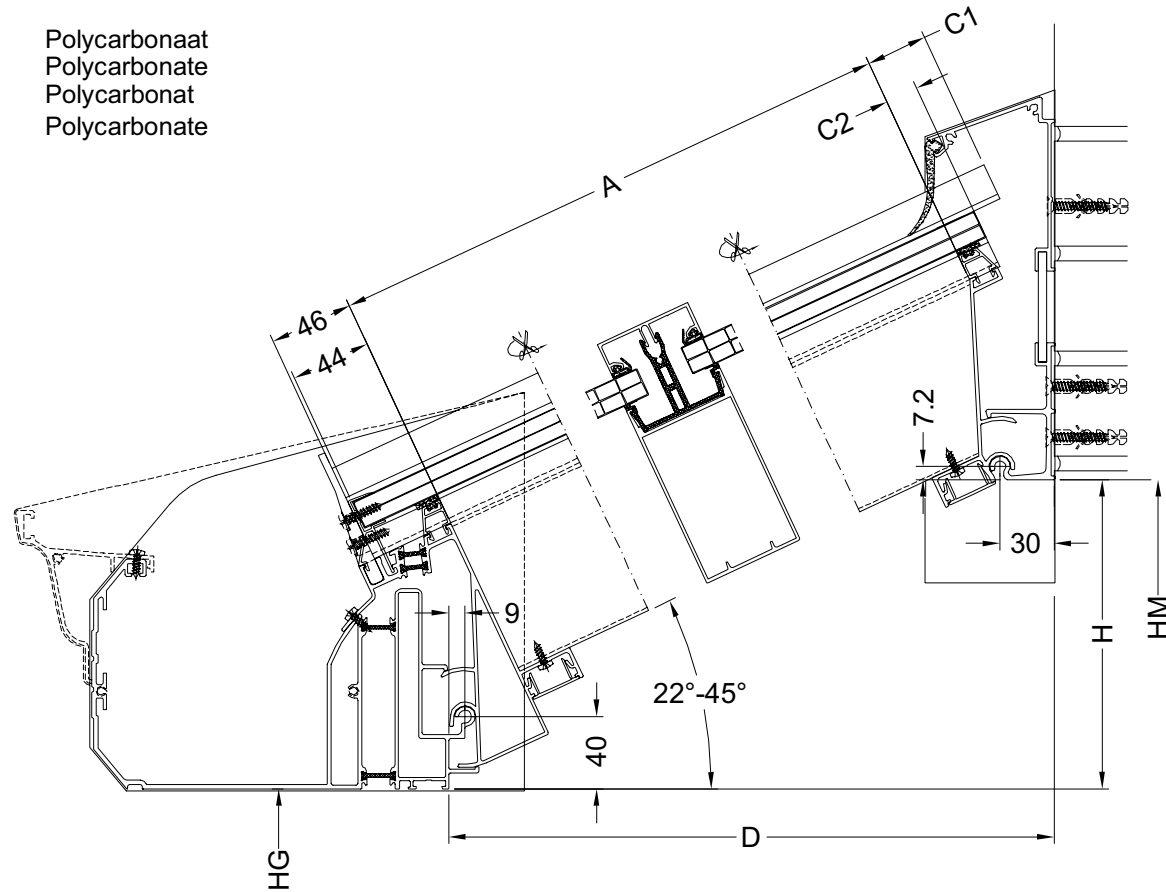 Polycarbonaat
Polycarbonate
Polycarbonat
Polycarbonate
C1
C2
A
46
44
7.2
30
9
H
HM
22°-45°
40
D
HG